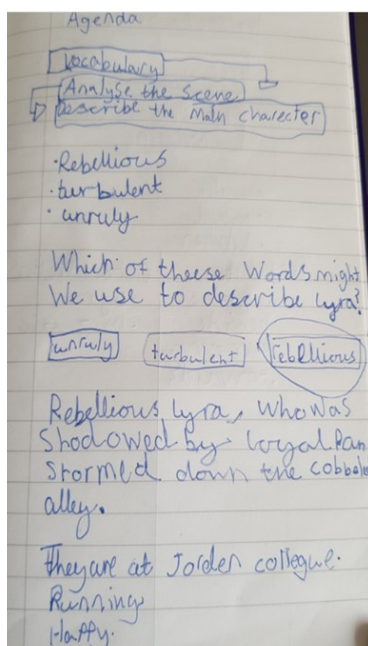 Agenda
Vocabulary
Analyse the Scene
Describe the Main charecter
·Rebellious
·turbulent
·unruly
Which of theese Words might
We use to describe lyra?
unruly turbulent rebellious
Rebellious lyra, who was
Shodowed by loyal Pan
Stormed down the cobbole
alley.
They are at Jorden collegue.
Running
Happy.